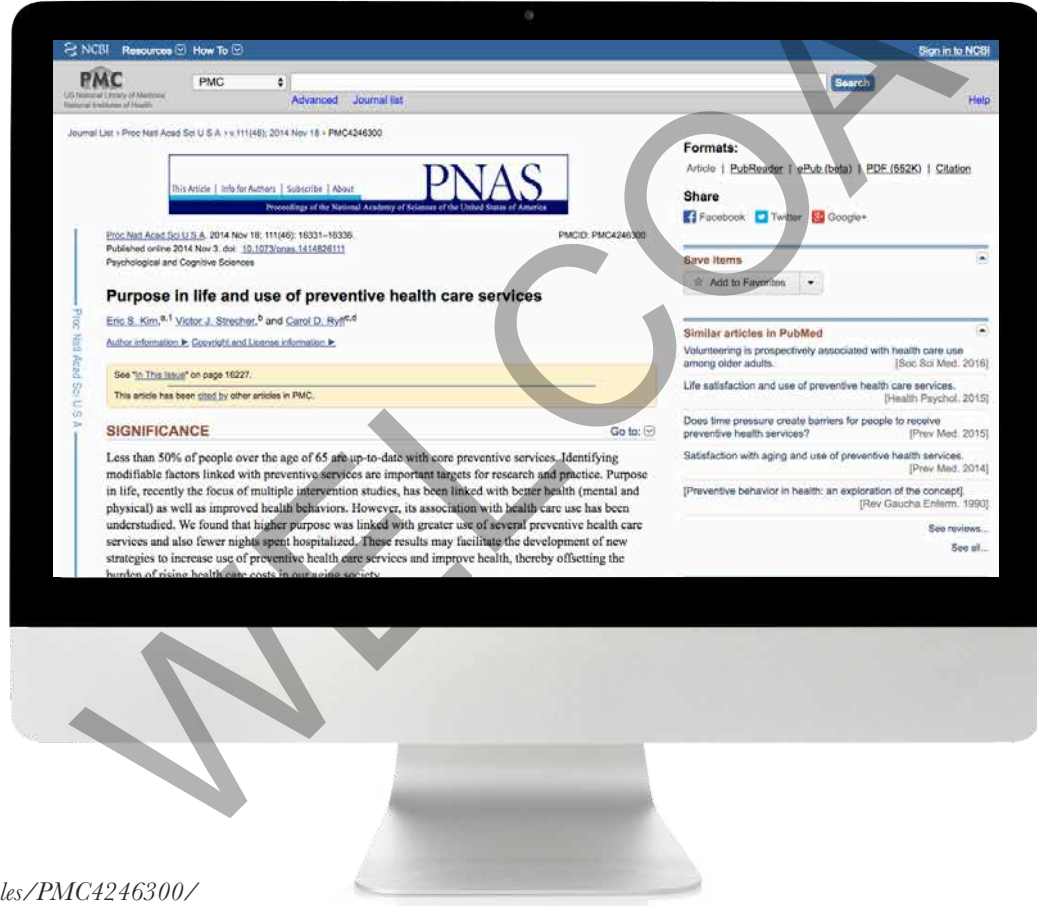 NCBI Resources How To Sign in to NCBI
PMC
US National Library of Medicine
National Institutes of Health
PMC
Search
Advanced Journal list
Help
Journal List > Proc Natl Acad Sci U S A > v.111(46); 2014 Nov 18 > PMC4246300
This Article | Info for Authors | Subscribe | About
PNAS
Proceedings of the National Academy of Sciences of the United States of America
Proc Natl Acad Sci U S A. 2014 Nov 18; 111(46): 16331–16336.
PMCID: PMC4246300
Published online 2014 Nov 3. doi: 10.1073/pnas.1414826111
Psychological and Cognitive Sciences
Purpose in life and use of preventive health care services
Eric S. Kim,a,1 Victor J. Strecher,b and Carol D. Ryffc,d
Author information ► Copyright and License information ►
See "In This Issue" on page 16227.
This article has been cited by other articles in PMC.
SIGNIFICANCE
Go to:
Less than 50% of people over the age of 65 are up-to-date with core preventive services. Identifying
modifiable factors linked with preventive services are important targets for research and practice. Purpose
in life, recently the focus of multiple intervention studies, has been linked with better health (mental and
physical) as well as improved health behaviors. However, its association with health care use has been
understudied. We found that higher purpose was linked with greater use of several preventive health care
services and also fewer nights spent hospitalized. These results may facilitate the development of new
strategies to increase use of preventive health care services and improve health, thereby offsetting the
burden of rising health care costs in our aging society.
Proc Natl Acad Sci U S A
Formats:
Article | PubReader | ePub (beta) | PDF (552K) | Citation
Share
Facebook Twitter Google+
Save items
Add to Favorites
Similar articles in PubMed
Volunteering is prospectively associated with health care use
among older adults. [Soc Sci Med. 2016]
Life satisfaction and use of preventive health care services.
[Health Psychol. 2015]
Does time pressure create barriers for people to receive
preventive health services? [Prev Med. 2015]
Satisfaction with aging and use of preventive health services.
[Prev Med. 2014]
[Preventive behavior in health: an exploration of the concept].
[Rev Gaucha Enferm. 1990]
See reviews...
See all...
WELCOA
les/PMC4246300/